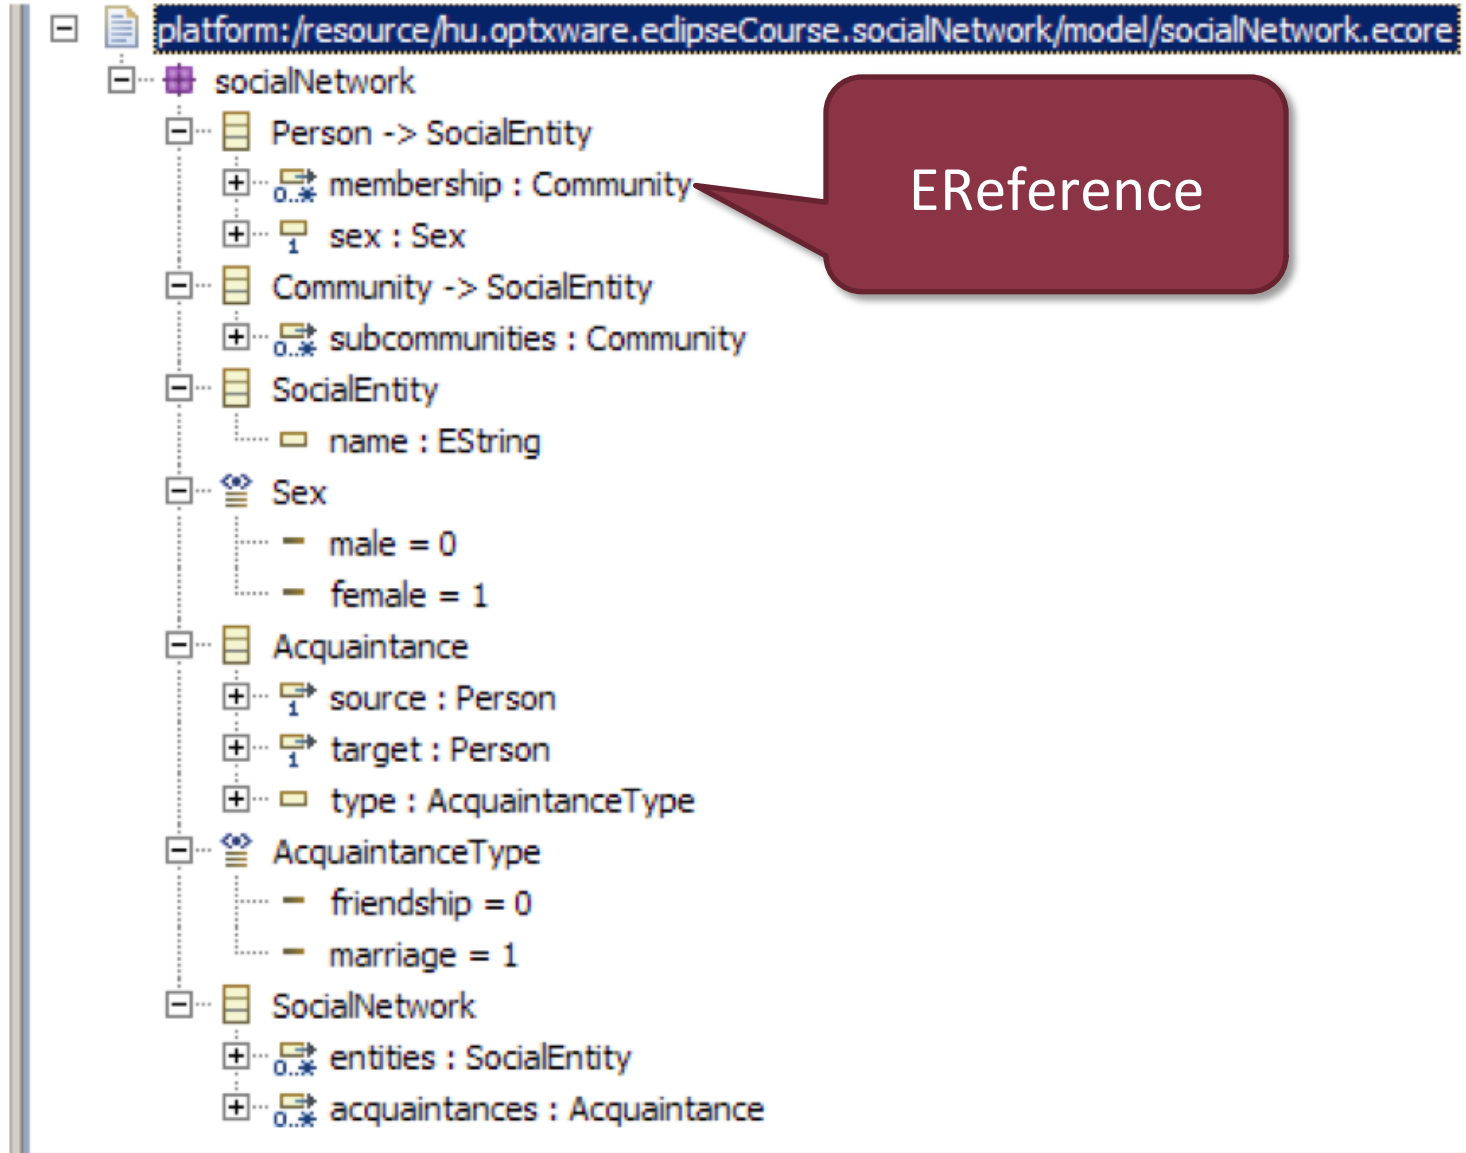 platform:/resource/hu.optxware.eclipseCourse.socialNetwork/model/socialNetwork.ecore
socialNetwork
Person -> SocialEntity
0..* membership : Community
EReference
1 sex : Sex
Community -> SocialEntity
0..* subcommunities : Community
SocialEntity
name : EString
Sex
male = 0
female = 1
Acquaintance
1 source : Person
1 target : Person
type : AcquaintanceType
AcquaintanceType
friendship = 0
marriage = 1
SocialNetwork
0..* entities : SocialEntity
0..* acquaintances : Acquaintance